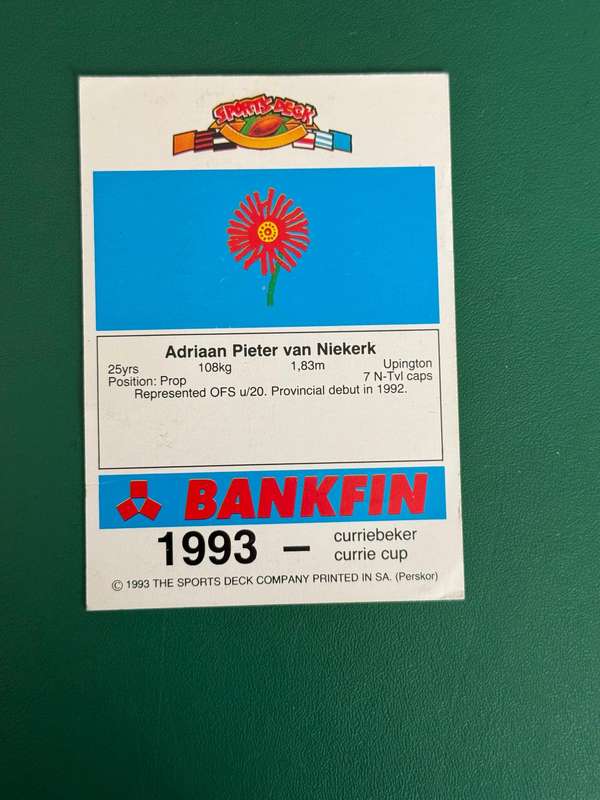 SPORTS DECK
Adriaan Pieter van Niekerk
25yrs 108kg 1,83m Upington
Position: Prop 7 N-Tvl caps
Represented OFS u/20. Provincial debut in 1992.
BANKFIN
1993 – curriebeker
currie cup
© 1993 THE SPORTS DECK COMPANY PRINTED IN SA. (Perskor)